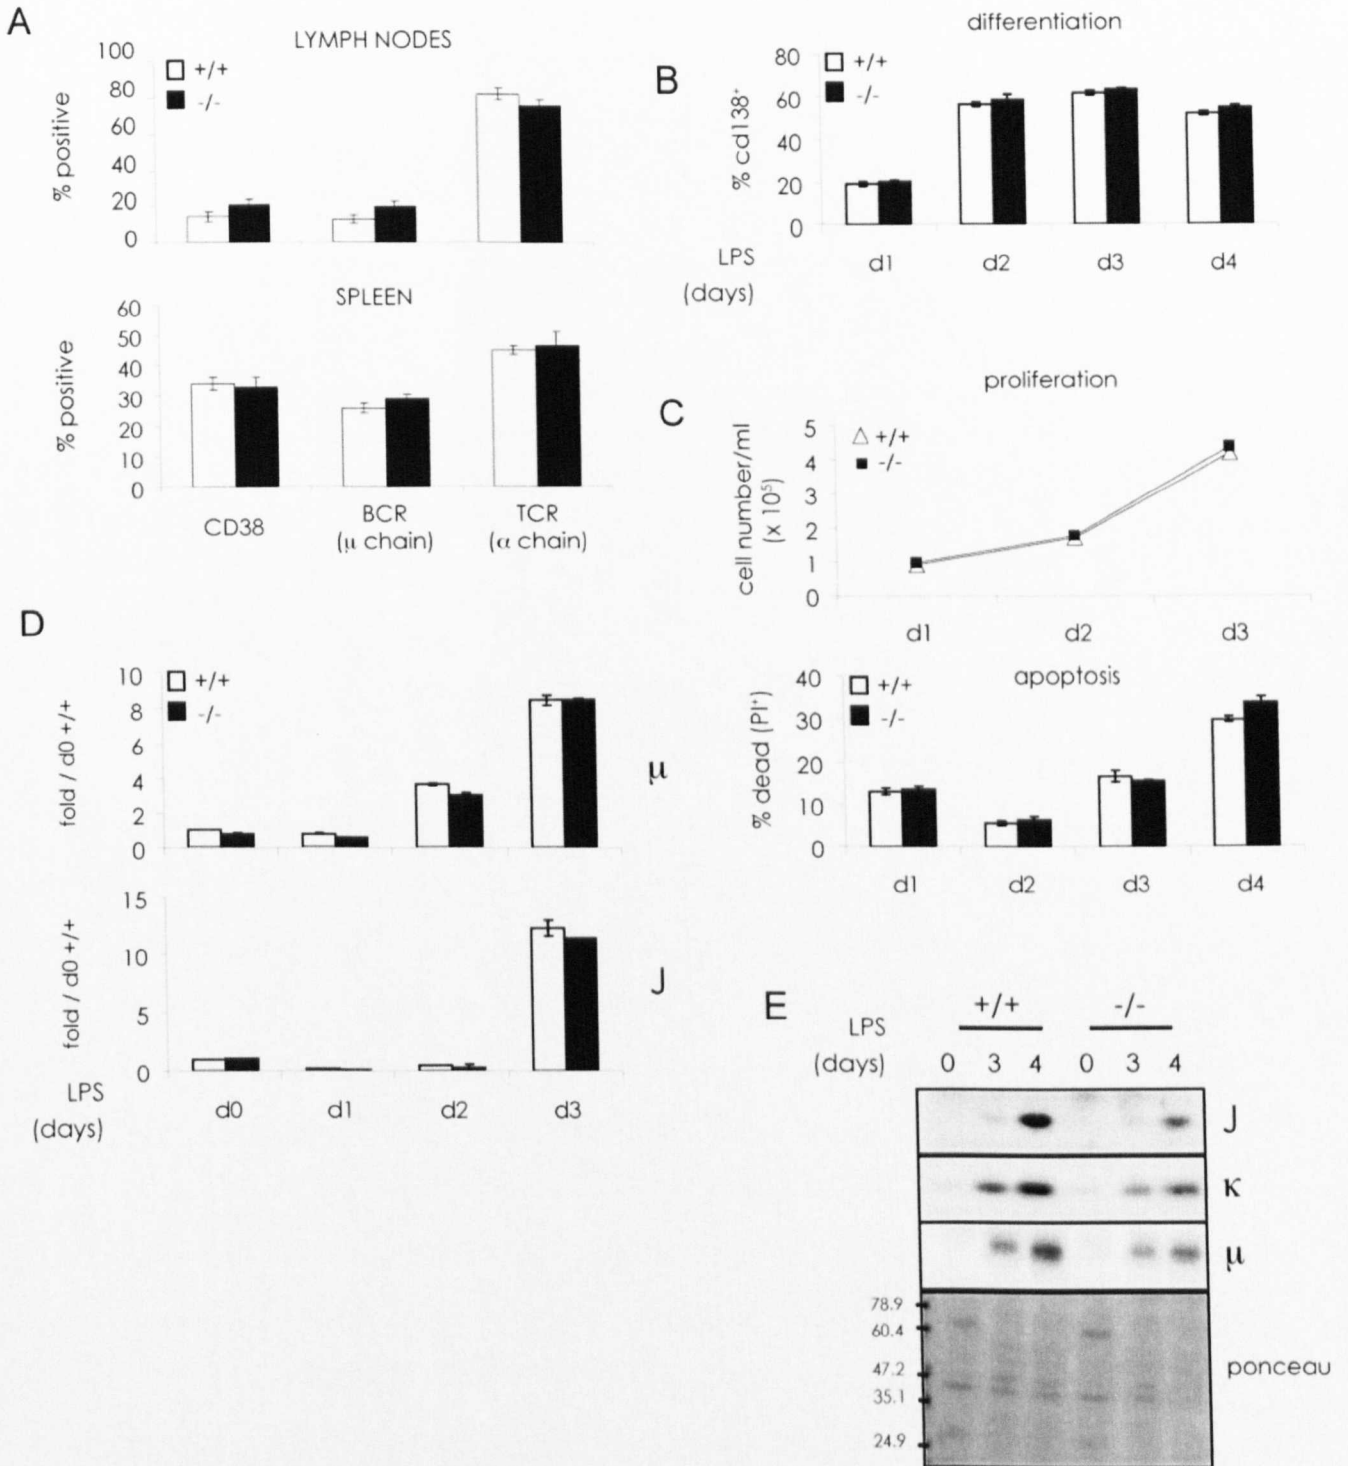 A
LYMPH NODES
100
80
60
40
20
0
% positive
+/+
-/-
SPLEEN
60
50
40
30
20
10
0
% positive
CD38
BCR
(μ chain)
TCR
(α chain)
B
differentiation
80
60
40
20
0
% cd138⁺
+/+
-/-
LPS
(days)
d1
d2
d3
d4
C
proliferation
5
4
3
2
1
0
cell number/ml
(x 10⁵)
+/+
-/-
d1
d2
d3
apoptosis
40
30
20
10
0
% dead (PI⁺)
+/+
-/-
d1
d2
d3
d4
D
10
8
6
4
2
0
fold / d0 +/+
+/+
-/-
μ
15
10
5
0
fold / d0 +/+
J
LPS
(days)
d0
d1
d2
d3
E
+/+ -/-
LPS
(days) 0 3 4 0 3 4
J
κ
μ
78.9
60.4
47.2
35.1
24.9
ponceau